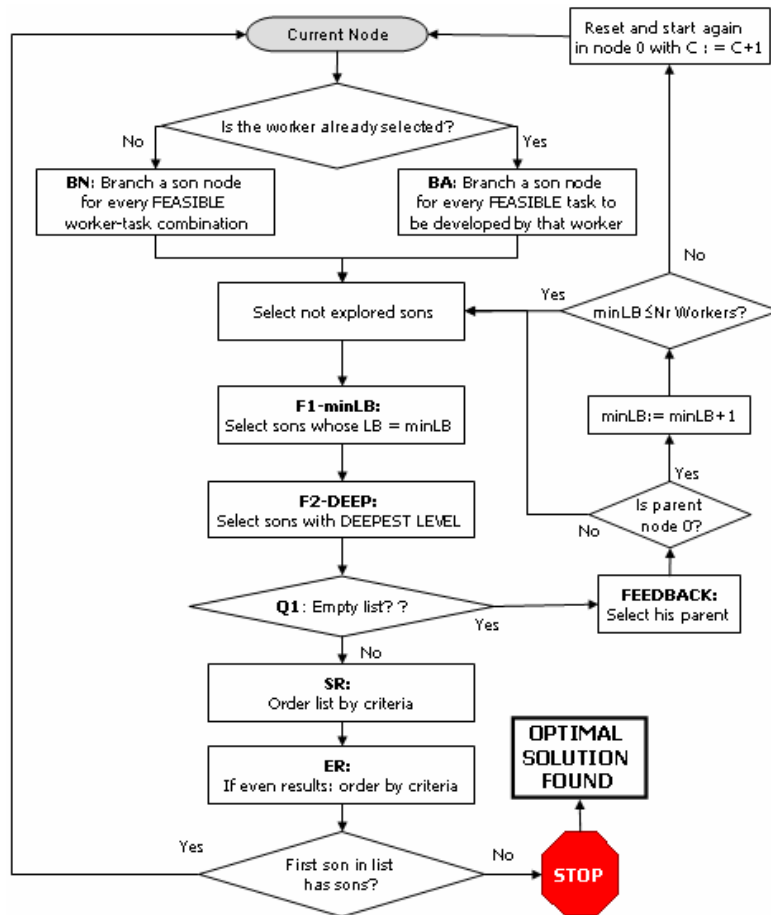 Current Node
Reset and start again
in node 0 with C : = C+1
Is the worker already selected?
No
Yes
BN: Branch a son node
for every FEASIBLE
worker-task combination
BA: Branch a son node
for every FEASIBLE task to
be developed by that worker
No
Select not explored sons
Yes
minLB ≤Nr Workers?
F1-minLB:
Select sons whose LB = minLB
minLB:= minLB+1
Yes
F2-DEEP:
Select sons with DEEPEST LEVEL
Is parent
node 0?
No
Q1: Empty list? ?
Yes
FEEDBACK:
Select his parent
No
SR:
Order list by criteria
ER:
If even results: order by criteria
OPTIMAL
SOLUTION
FOUND
Yes
First son in list
has sons?
No
STOP